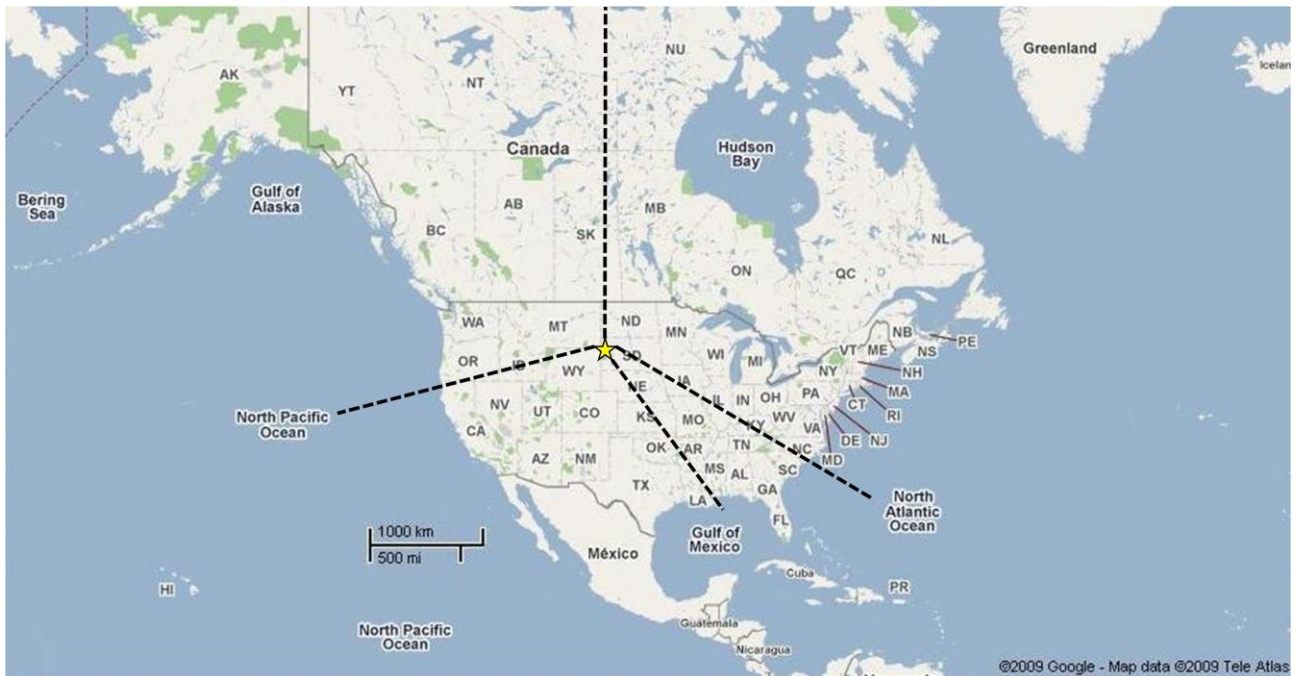 NU
Greenland
Icelan
AK
NT
YT
Canada
Hudson
Bay
Gulf of
Alaska
Bering
Sea
AB
MB
BC
SK
NL
ON
QC
WA
MT
ND
MN
NB
PE
OR
ID
SD
WI
MI
VT
ME
NS
WY
NY
NH
NE
IA
MA
NV
UT
CO
IL
IN
OH
PA
CT
RI
North Pacific
Ocean
CA
KS
MO
KY
WV
VA
DE
NJ
AZ
NM
OK
AR
TN
NC
MD
MS
AL
SC
TX
LA
GA
North
Atlantic
Ocean
FL
1000 km
500 mi
Gulf of
Mexico
México
Cuba
HI
PR
Guatemala
North Pacific
Ocean
Nicaragua
©2009 Google - Map data ©2009 Tele Atlas